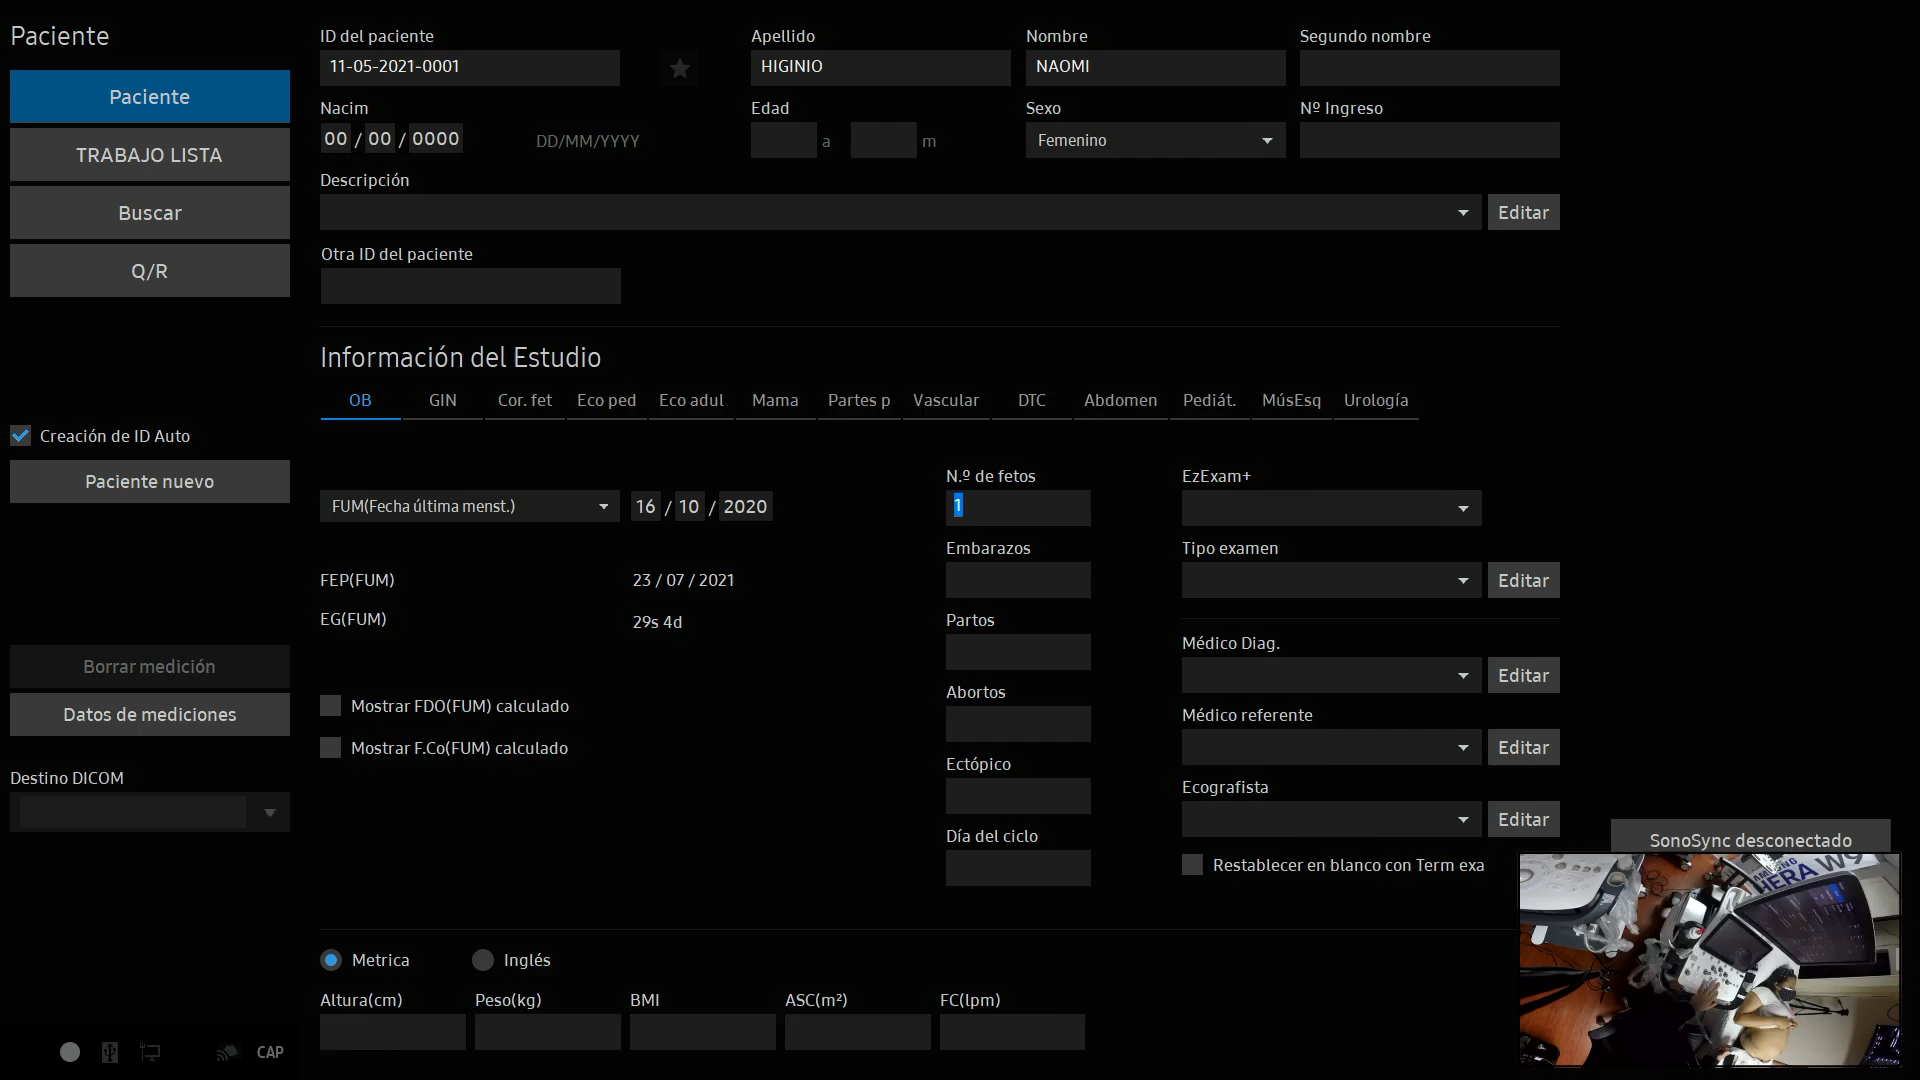 Paciente
Paciente
TRABAJO LISTA
Buscar
Q/R
Creación de ID Auto
Paciente nuevo
Borrar medición
Datos de mediciones
Destino DICOM
CAP
ID del paciente
11-05-2021-0001
Apellido
HIGINIO
Nombre
NAOMI
Segundo nombre
Nacim
00 / 00 / 0000
DD/MM/YYYY
Edad
a
m
Sexo
Femenino
Nº Ingreso
Descripción
Editar
Otra ID del paciente
Información del Estudio
OB GIN Cor. fet Eco ped Eco adul Mama Partes p Vascular DTC Abdomen Pediát. MúsEsq Urología
FUM(Fecha última menst.)
16 / 10 / 2020
FEP(FUM) 23 / 07 / 2021
EG(FUM) 29s 4d
Mostrar FDO(FUM) calculado
Mostrar F.Co(FUM) calculado
N.º de fetos
1
Embarazos
Partos
Abortos
Ectópico
Día del ciclo
EzExam+
Tipo examen
Editar
Médico Diag.
Editar
Médico referente
Editar
Ecografista
Editar
Restablecer en blanco con Term exa
SonoSync desconectado
HERA W9
Metrica Inglés
Altura(cm) Peso(kg) BMI ASC(m²) FC(lpm)